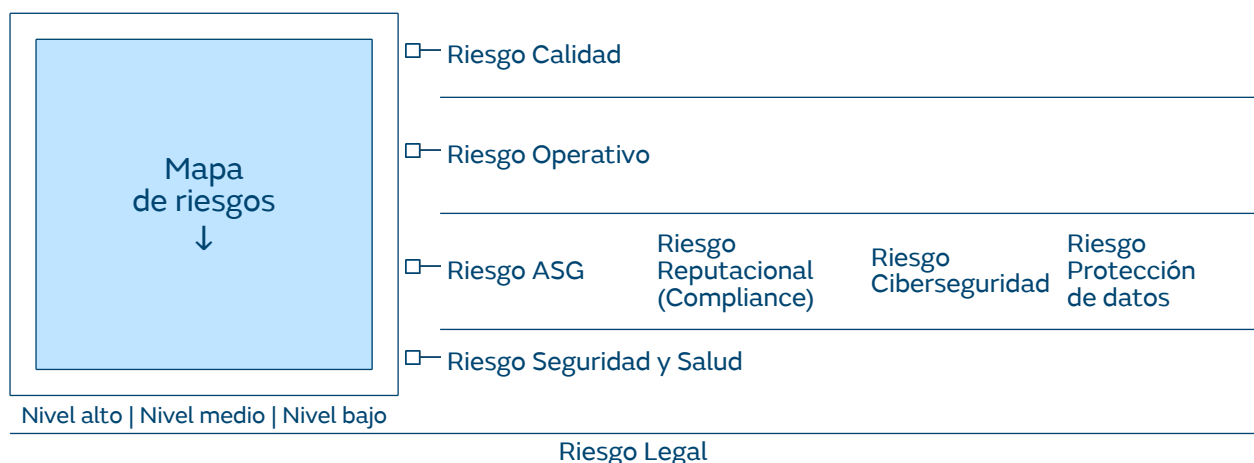 Mapa
de riesgos
↓
Nivel alto | Nivel medio | Nivel bajo
Riesgo Calidad
Riesgo Operativo
Riesgo ASG
Riesgo
Reputacional
(Compliance)
Riesgo
Ciberseguridad
Riesgo
Protección
de datos
Riesgo Seguridad y Salud
Riesgo Legal